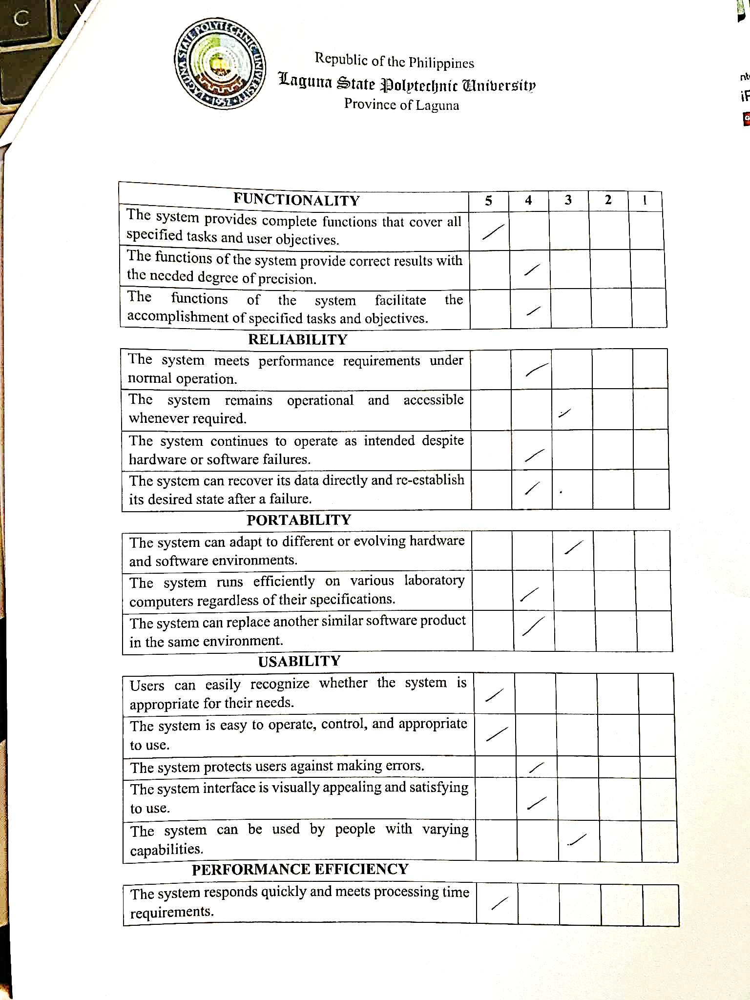 C
LAGUNA STATE POLYTECHNIC UNIVERSITY
1952
Republic of the Philippines
Laguna State Polytechnic University
Province of Laguna
FUNCTIONALITY 5 4 3 2 1
The system provides complete functions that cover all
specified tasks and user objectives. /
The functions of the system provide correct results with
the needed degree of precision. /
The functions of the system facilitate the
accomplishment of specified tasks and objectives. /
RELIABILITY
The system meets performance requirements under
normal operation. /
The system remains operational and accessible
whenever required. /
The system continues to operate as intended despite
hardware or software failures. /
The system can recover its data directly and re-establish
its desired state after a failure. /
PORTABILITY
The system can adapt to different or evolving hardware
and software environments. /
The system runs efficiently on various laboratory
computers regardless of their specifications. /
The system can replace another similar software product
in the same environment. /
USABILITY
Users can easily recognize whether the system is
appropriate for their needs. /
The system is easy to operate, control, and appropriate
to use. /
The system protects users against making errors. /
The system interface is visually appealing and satisfying
to use. /
The system can be used by people with varying
capabilities. /
PERFORMANCE EFFICIENCY
The system responds quickly and meets processing time
requirements. /